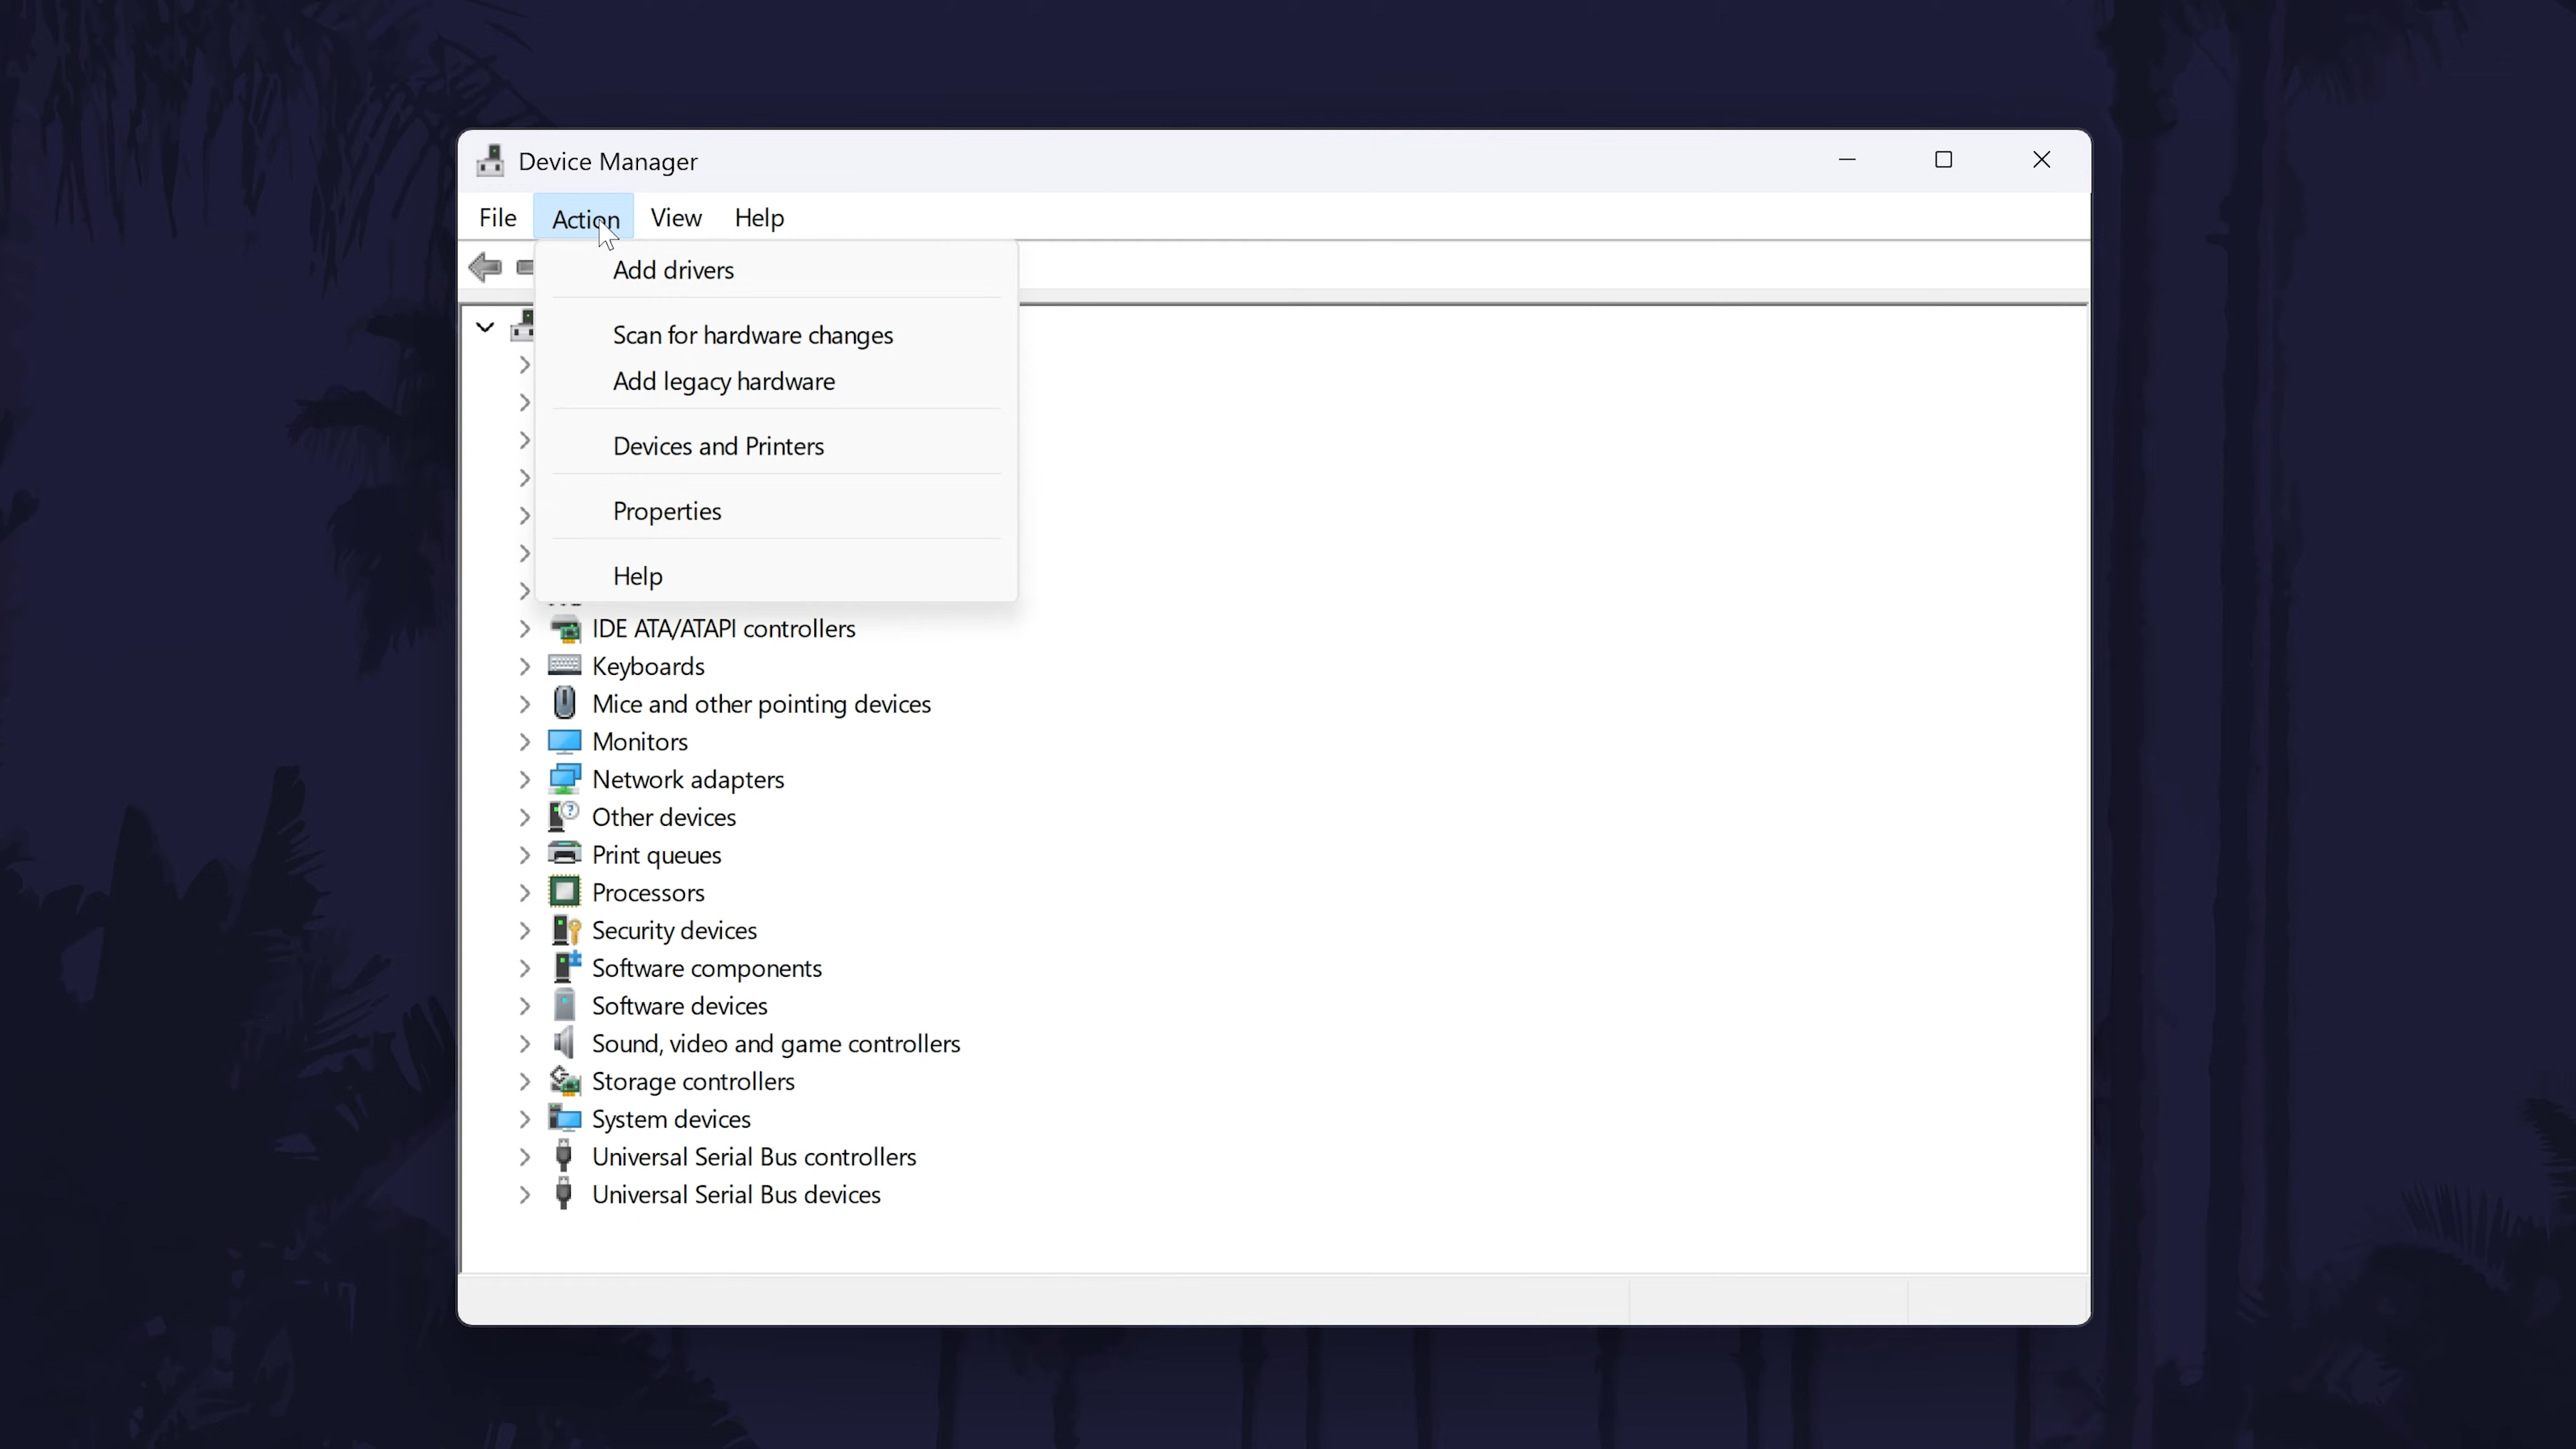 Device Manager
File Action View Help
Add drivers
Scan for hardware changes
Add legacy hardware
Devices and Printers
Properties
Help
IDE ATA/ATAPI controllers
Keyboards
Mice and other pointing devices
Monitors
Network adapters
Other devices
Print queues
Processors
Security devices
Software components
Software devices
Sound, video and game controllers
Storage controllers
System devices
Universal Serial Bus controllers
Universal Serial Bus devices